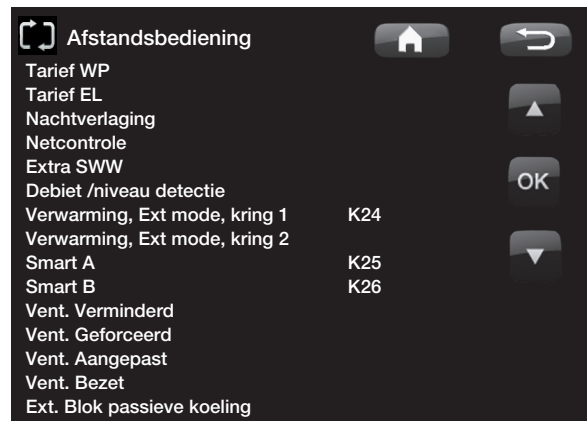 Afstandsbediening
Tarief WP
Tarief EL
Nachtverlaging
Netcontrole
Extra SWW
OK
Debiet /niveau detectie
Verwarming, Ext mode, kring 1 K24
Verwarming, Ext mode, kring 2
Smart A K25
Smart B K26
Vent. Verminderd
Vent. Geforceerd
Vent. Aangepast
Vent. Bezet
Ext. Blok passieve koeling